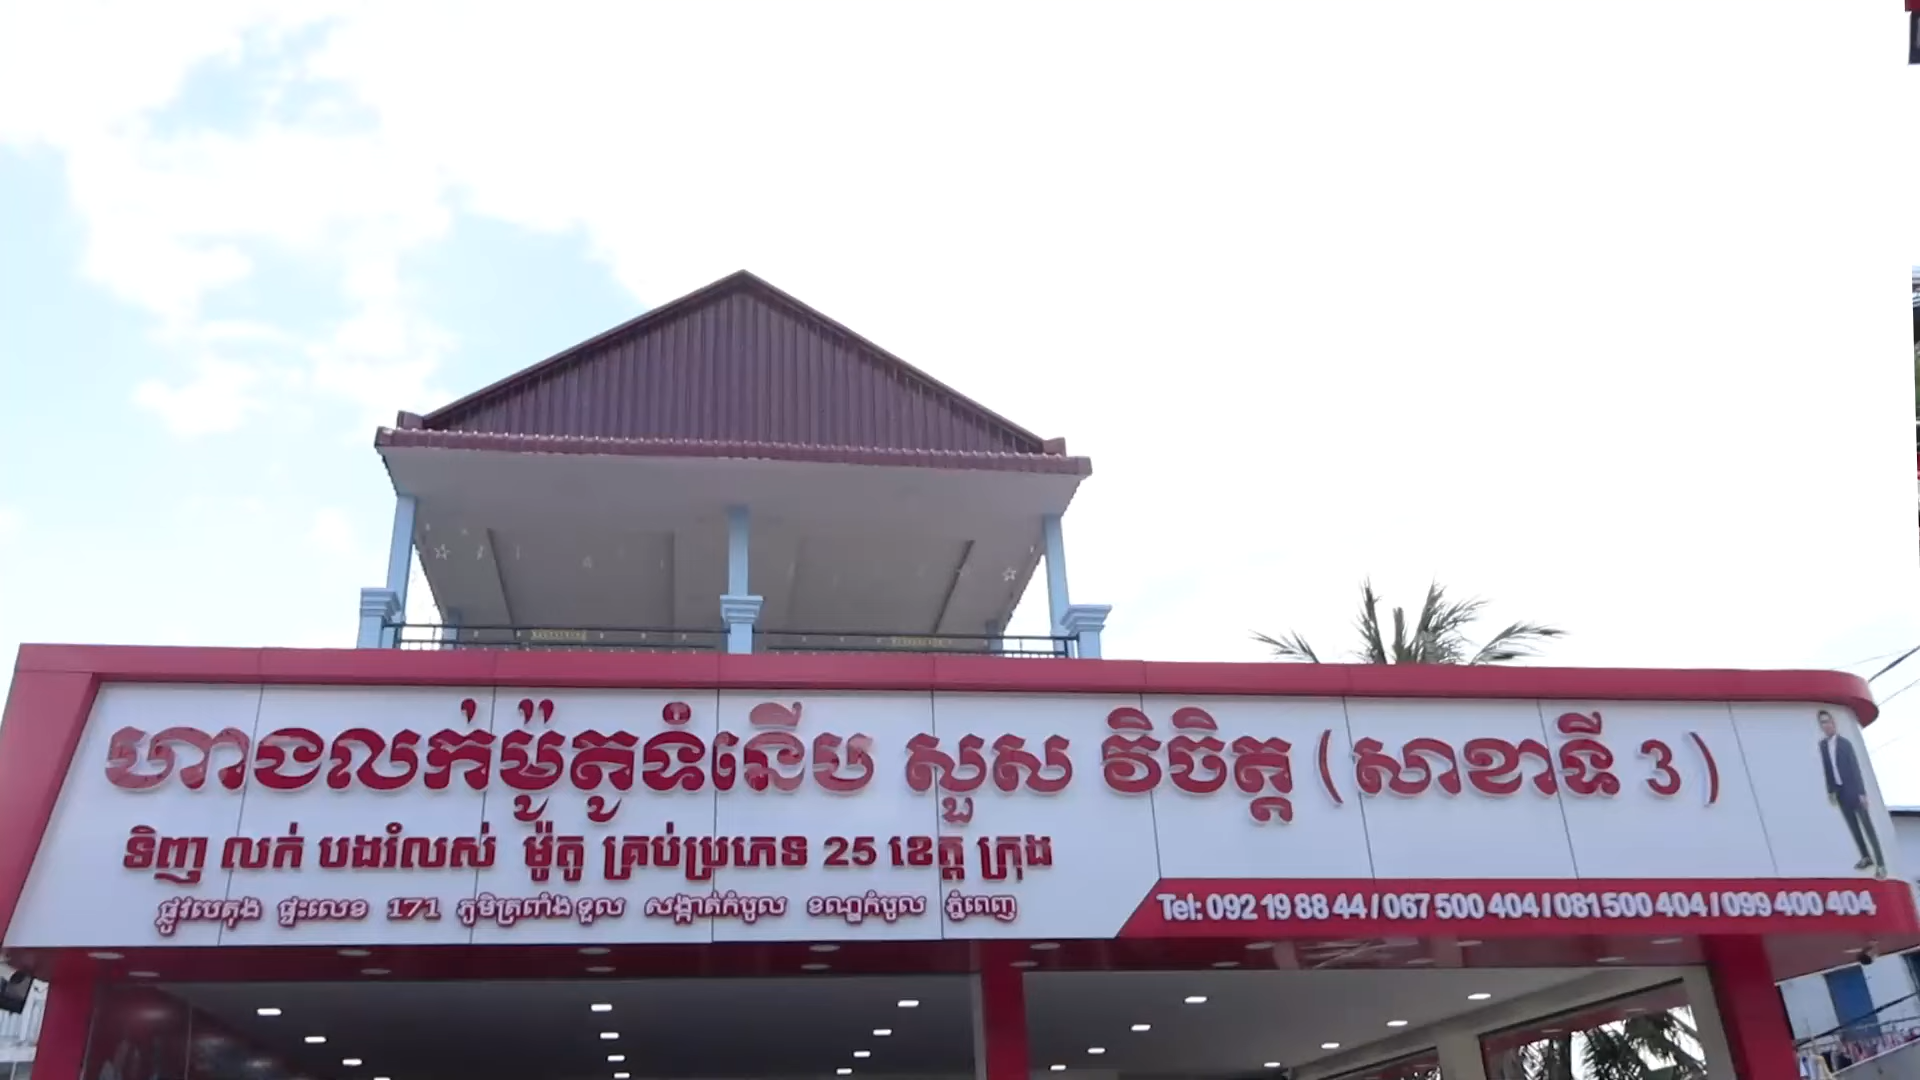 ហាងលក់ម៉ូតូទំនើប សួស វិចិត្ត (សាខាទី 3)
ទិញ លក់ បង់រំលស់ ម៉ូតូ គ្រប់ប្រភេទ 25 ខេត្ត ក្រុង
ផ្លូវបេតុង ផ្ទះលេខ 171 ភូមិត្រពាំងទួល សង្កាត់កំបូល ខណ្ឌកំបូល ភ្នំពេញ
Tel: 092 19 88 44 / 067 500 404 / 081 500 404 / 099 400 404